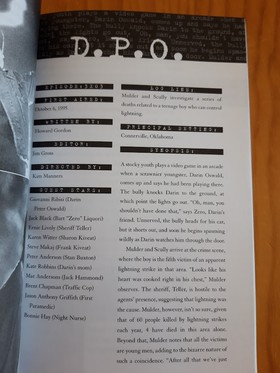 D.P.O.
EPISODE: 3X03
FIRST AIRED:
October 6, 1995
WRITTEN BY:
Howard Gordon
EDITOR:
Jim Gross
DIRECTED BY:
Kim Manners
GUEST STARS:
Giovanni Ribisi (Darin
Peter Oswald)
Jack Black (Bart "Zero" Liquori)
Ernie Lively (Sheriff Teller)
Karen Witter (Sharon Kiveat)
Steve Makaj (Frank Kiveat)
Peter Anderson (Stan Buxton)
Kate Robbins (Darin's mom)
Mar Andersons (Jack Hammond)
Brent Chapman (Traffic Cop)
Jason Anthony Griffith (First
Paramedic)
Bonnie Hay (Night Nurse)
LOG LINE:
Mulder and Scully investigate a series of
deaths related to a teenage boy who can control
lightning.
PRINCIPAL SETTING:
Connerville, Oklahoma
SYNOPSIS:
A stocky youth plays a video game in an arcade
when a scrawnier youngster, Darin Oswald,
comes up and says he had been playing there.
The bully knocks Darin to the ground, at
which point the lights go out. "Oh, man, you
shouldn't have done that," says Zero, Darin's
friend. Unnerved, the bully heads for his car,
but it shorts out, and soon he begins spasming
wildly as Darin watches him through the door.
Mulder and Scully arrive at the crime scene,
where the boy is the fifth victim of an apparent
lightning strike in that area. "Looks like his
heart was cooked right in his chest," Mulder
observes. The sheriff, Teller, is hostile to the
agents' presence, suggesting that lightning was
the cause. Mulder, however, isn't so sure, given
that of 60 people killed by lightning strikes
each year, 4 have died in this area alone.
Beyond that, Mulder notes that all the victims
are young men, adding to the bizarre nature of
such a coincidence. "After all that we've just